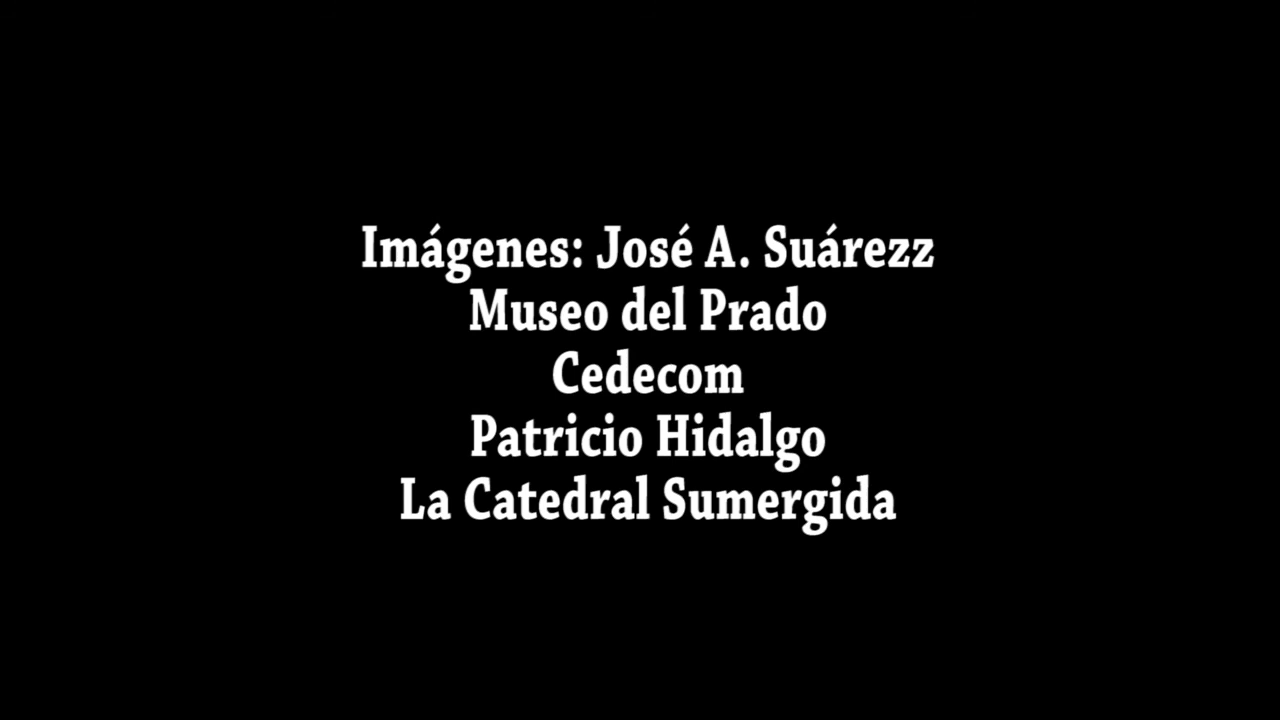 Imágenes: José A. Suárezz
Museo del Prado
Cedecom
Patricio Hidalgo
La Catedral Sumergida